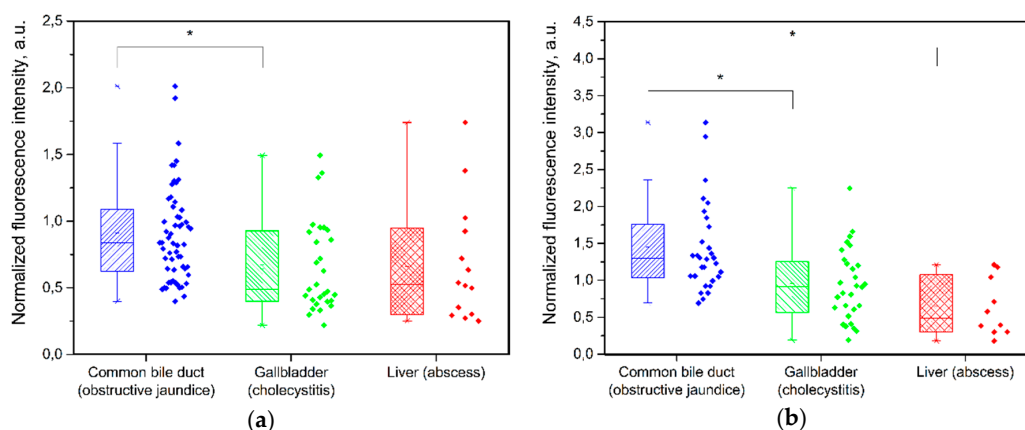 a
b
Normalized fluorescence intensity, a.u.
2,5
2,0
1,5
1,0
0,5
0,0
*
Common bile duct
(obstructive jaundice)
Gallbladder
(cholecystitis)
Liver (abscess)
(a)
Normalized fluorescence intensity, a.u.
4,5
4,0
3,5
3,0
2,5
2,0
1,5
1,0
0,5
0,0
*
*
Common bile duct
(obstructive jaundice)
Gallbladder
(cholecystitis)
Liver (abscess)
(b)